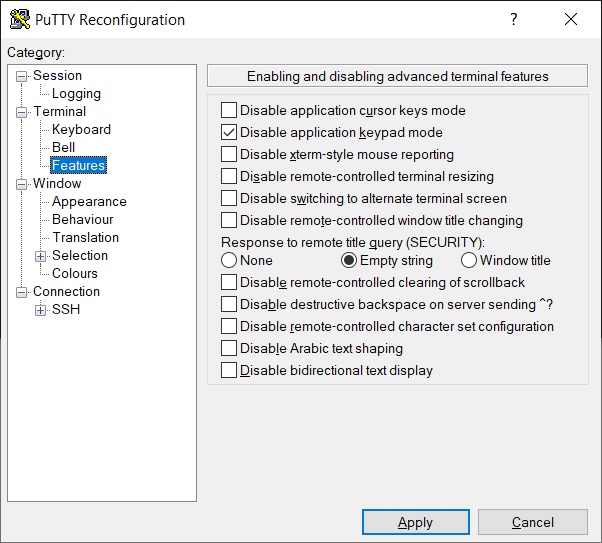 PuTTY Reconfiguration
?
Category:
Session
Logging
Terminal
Keyboard
Bell
Features
Window
Appearance
Behaviour
Translation
Selection
Colours
Connection
SSH
Enabling and disabling advanced terminal features
Disable application cursor keys mode
Disable application keypad mode
Disable xterm-style mouse reporting
Disable remote-controlled terminal resizing
Disable switching to alternate terminal screen
Disable remote-controlled window title changing
Response to remote title query (SECURITY):
None Empty string Window title
Disable remote-controlled clearing of scrollback
Disable destructive backspace on server sending ^?
Disable remote-controlled character set configuration
Disable Arabic text shaping
Disable bidirectional text display
Apply Cancel